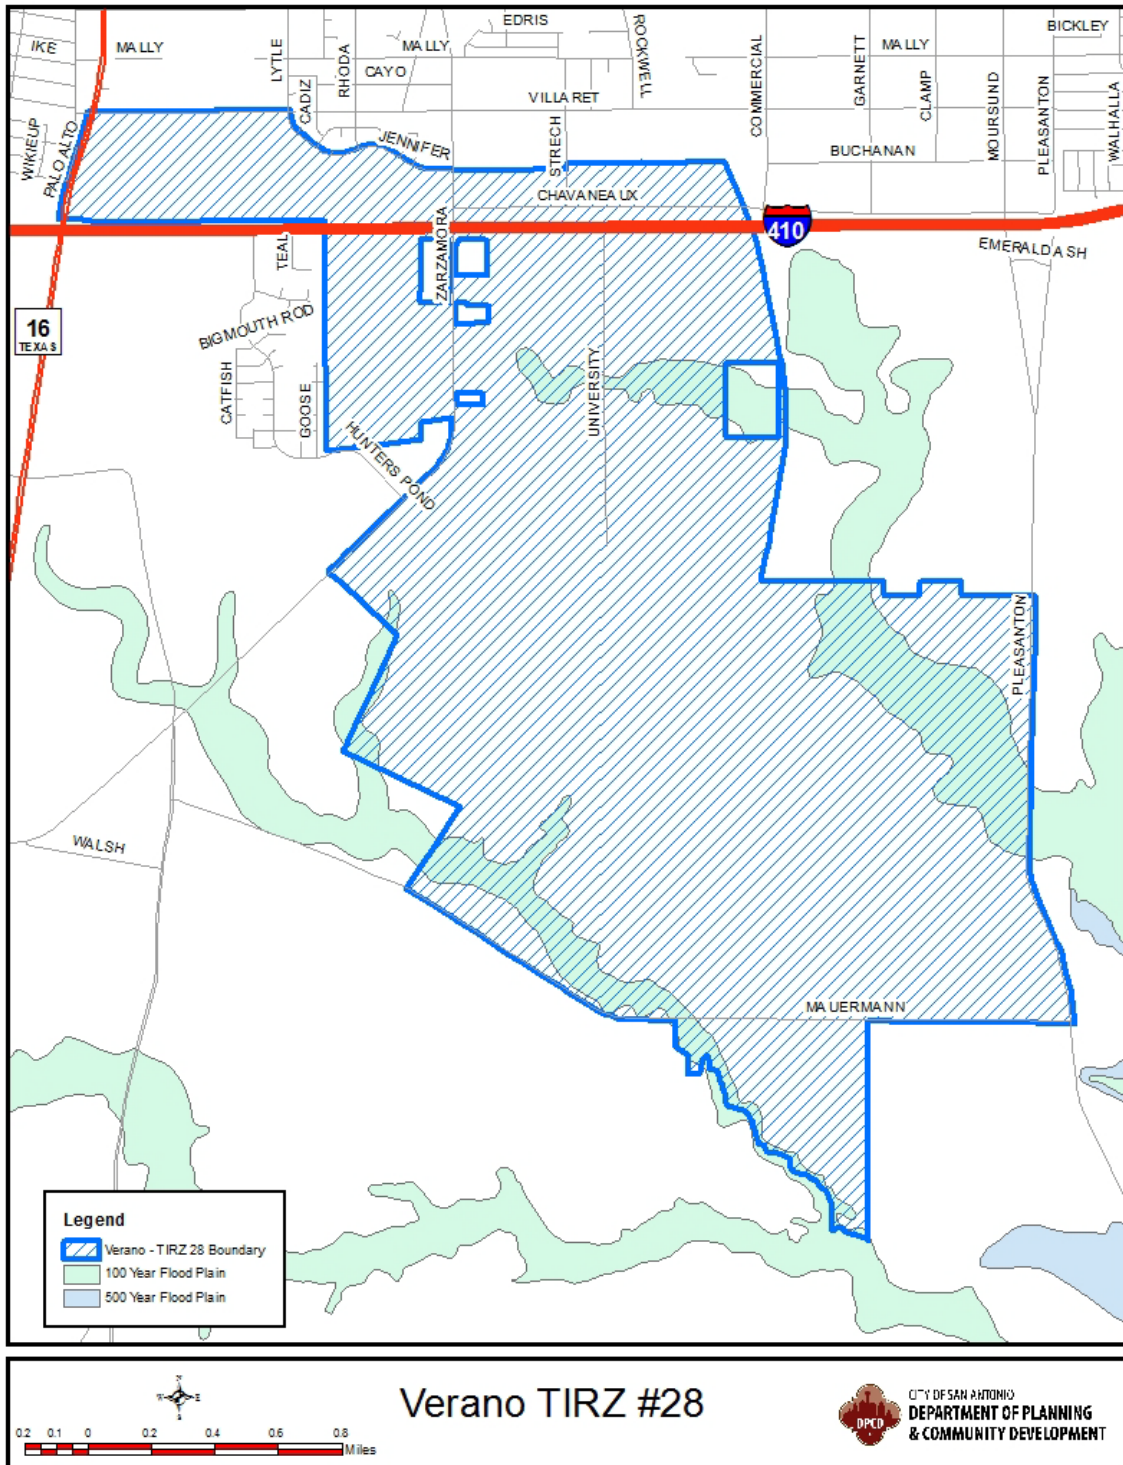 EDRIS
BICKLEY
IKE
MALLY
LYTLE
RHODA
MALLY
ROCKWELL
COMMERCIAL
GARNETT
MALLY
CAYO
CADIZ
VILLARET
CLAMP
MOURSUND
PLEASANTON
WALHALLA
WIKIEUP
PALO ALTO
JENNIFER
STRECH
BUCHANAN
CHAVANEAUX
410
TEAL
ZARZAMORA
EMERALD ASH
16
TEXAS
BIGMOUTH ROD
CATFISH
GOOSE
UNIVERSITY
HUNTERS POND
PLEASANTON
WALSH
MAUERMANN
Legend
Verano - TIRZ 28 Boundary
100 Year Flood Plain
500 Year Flood Plain
N
W E
S
Verano TIRZ #28
0.2 0.1 0 0.2 0.4 0.6 0.8
Miles
DPCD
CITY OF SAN ANTONIO
DEPARTMENT OF PLANNING
& COMMUNITY DEVELOPMENT